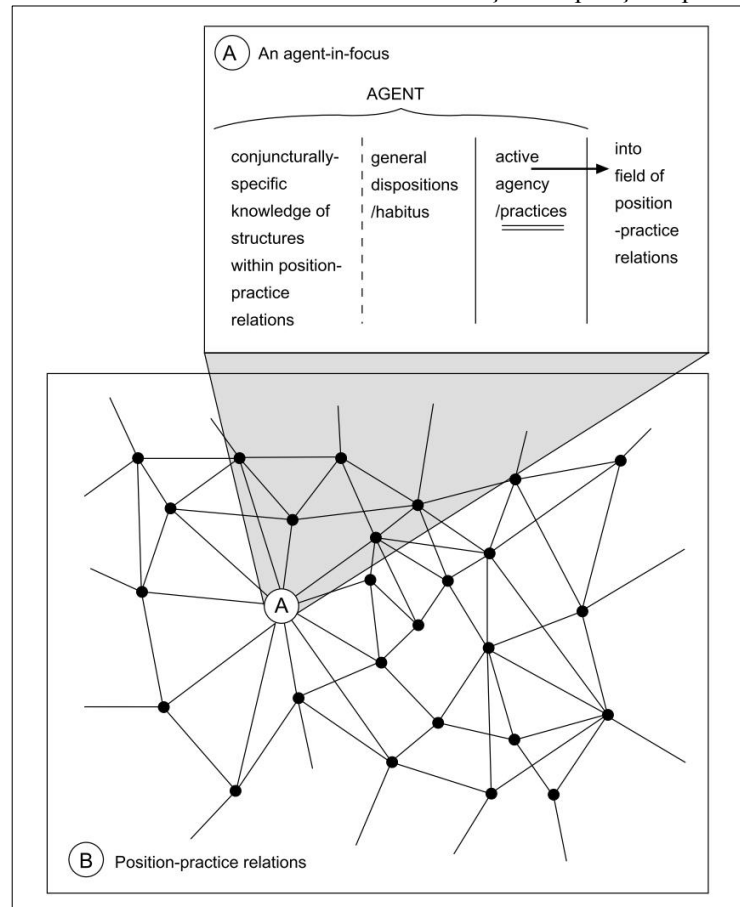 A An agent-in-focus
AGENT
conjuncturally-
specific
knowledge of
structures
within position-
practice
relations
general
dispositions
/habitus
active
agency
/practices
into
field of
position
-practice
relations
A
B Position-practice relations